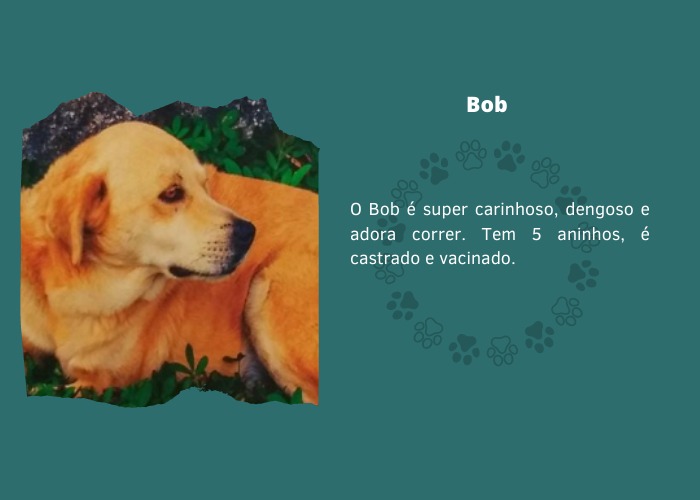 Bob
O Bob é super carinhoso, dengoso e
adora correr. Tem 5 aninhos, é
castrado e vacinado.